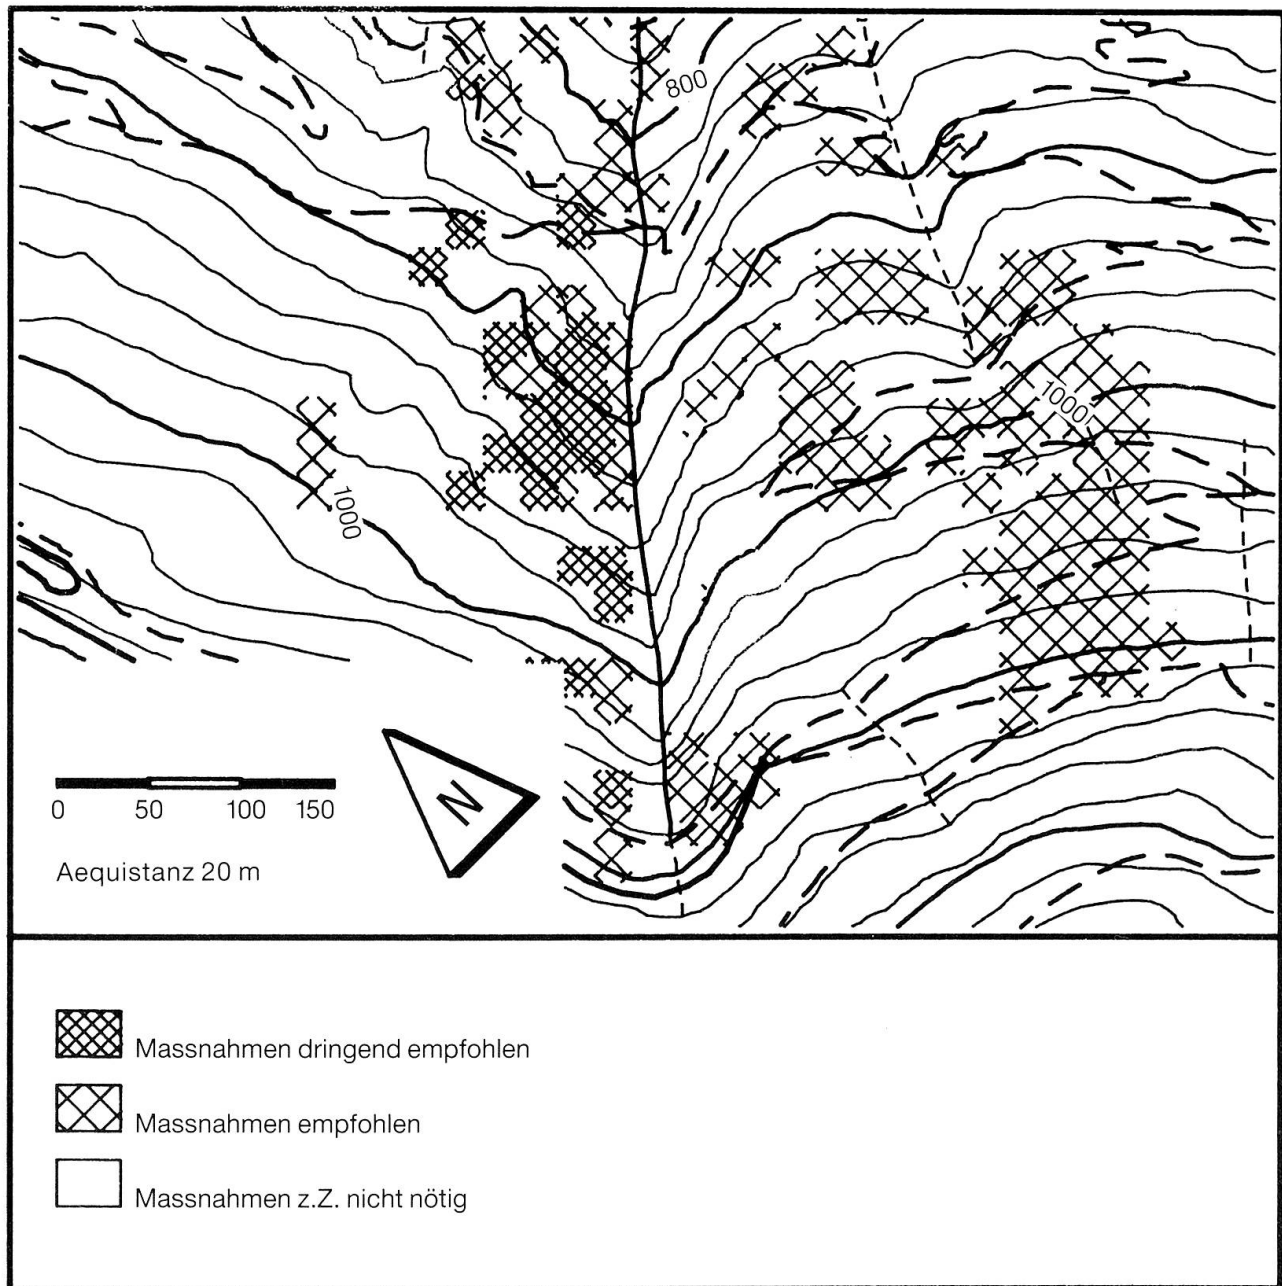 800
1000
1000
N
0 50 100 150
Aequistanz 20 m
Massnahmen dringend empfohlen
Massnahmen empfohlen
Massnahmen z.Z. nicht nötig